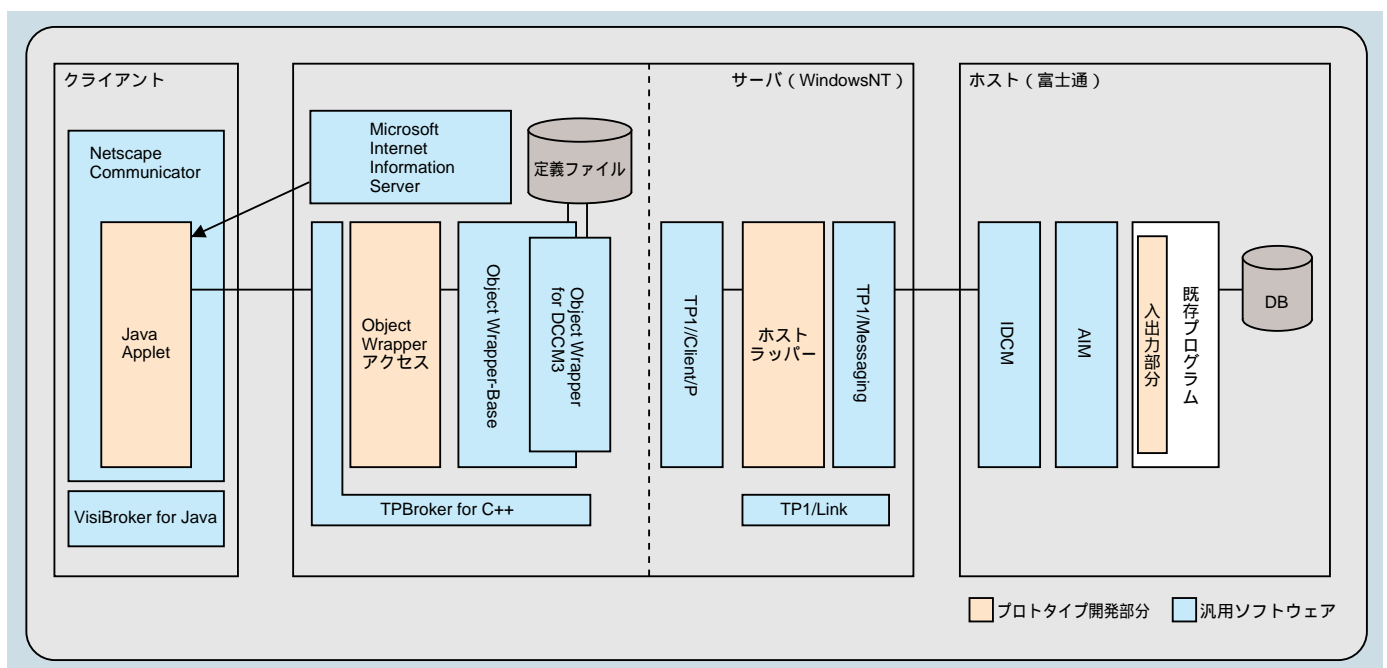 クライアント
サーバ(WindowsNT)
ホスト(富士通)
Netscape
Communicator
Java
Applet
VisiBroker for Java
Microsoft
Internet
Information
Server
定義ファイル
Object
Wrapper
アクセス
Object Wrapper-Base
Object Wrapper
for DCCM3
TPBroker for C++
TP1//Client/P
ホスト
ラッパー
TP1/Messaging
TP1/Link
IDCM
AIM
入出力部分
既存プログラム
DB
プロトタイプ開発部分
汎用ソフトウェア